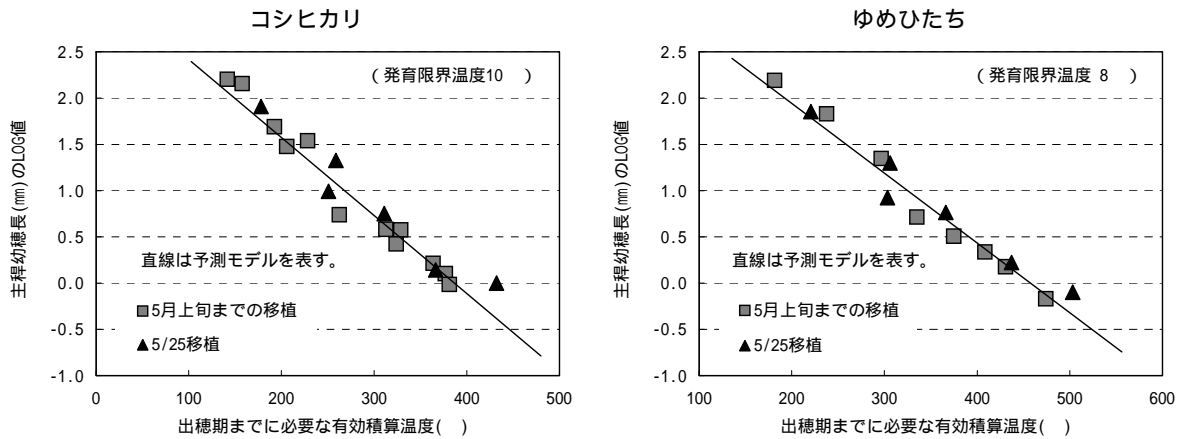 コシヒカリ
2.5
2.0
1.5
1.0
0.5
0.0
-0.5
-1.0
主稈幼穂長(㎜)のLOG値
(発育限界温度10 )
直線は予測モデルを表す。
5月上旬までの移植
5/25移植
0 100 200 300 400 500
出穂期までに必要な有効積算温度( )
ゆめひたち
2.5
2.0
1.5
1.0
0.5
0.0
-0.5
-1.0
主稈幼穂長(㎜)のLOG値
(発育限界温度 8 )
直線は予測モデルを表す。
5月上旬までの移植
5/25移植
100 200 300 400 500 600
出穂期までに必要な有効積算温度( )